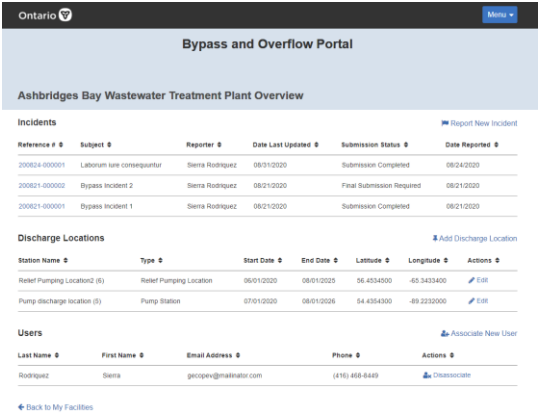 Ontario
Menu
Bypass and Overflow Portal
Ashbridges Bay Wastewater Treatment Plant Overview
Incidents
Report New Incident
Reference # Subject Reporter Date Last Updated Submission Status Date Reported
200824-000001 Laborum iure consequuntur Sierra Rodriquez 08/31/2020 Submission Completed 08/24/2020
200821-000002 Bypass Incident 2 Sierra Rodriquez 08/21/2020 Final Submission Required 08/21/2020
200821-000001 Bypass Incident 1 Sierra Rodriquez 08/21/2020 Submission Completed 08/21/2020
Discharge Locations
Add Discharge Location
Station Name Type Start Date End Date Latitude Longitude Actions
Relief Pumping Location2 (6) Relief Pumping Location 06/01/2020 08/01/2025 56.4534500 -65.3433400 Edit
Pump discharge location (5) Pump Station 07/01/2020 08/01/2026 54.4354300 -89.2232000 Edit
Users
Associate New User
Last Name First Name Email Address Phone Actions
Rodriquez Sierra gecopev@mailinator.com (416) 468-8449 Disassociate
Back to My Facilities